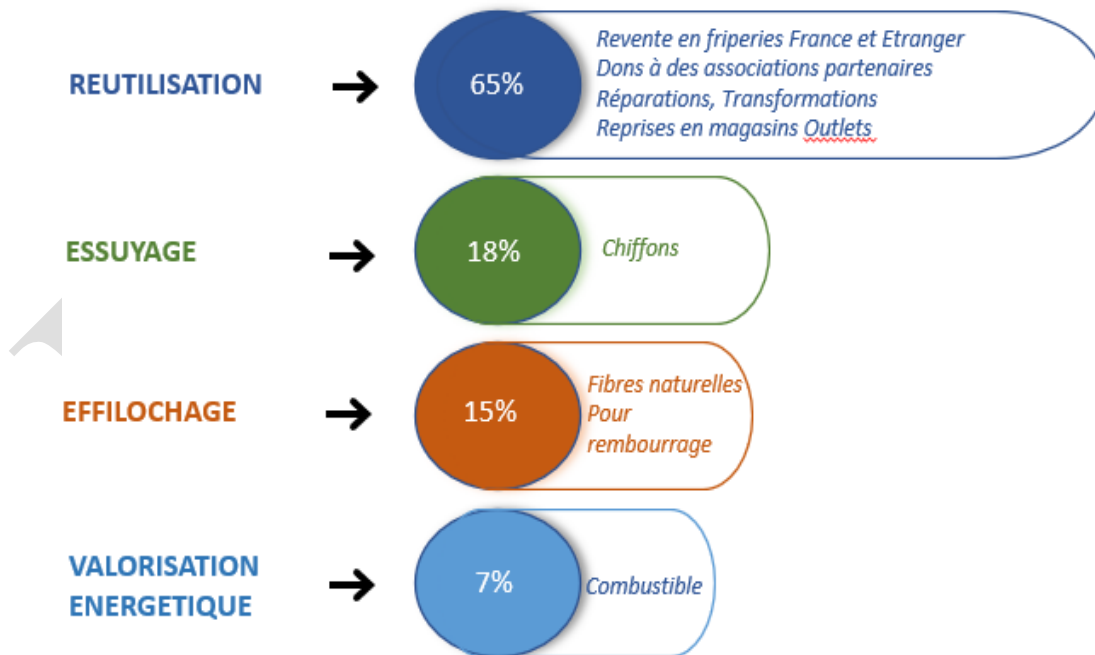 REUTILISATION
65%
Revente en friperies France et Etranger
Dons à des associations partenaires
Réparations, Transformations
Reprises en magasins Outlets
ESSUYAGE
18%
Chiffons
EFFILOCHAGE
15%
Fibres naturelles
Pour
rembourrage
VALORISATION
ENERGETIQUE
7%
Combustible